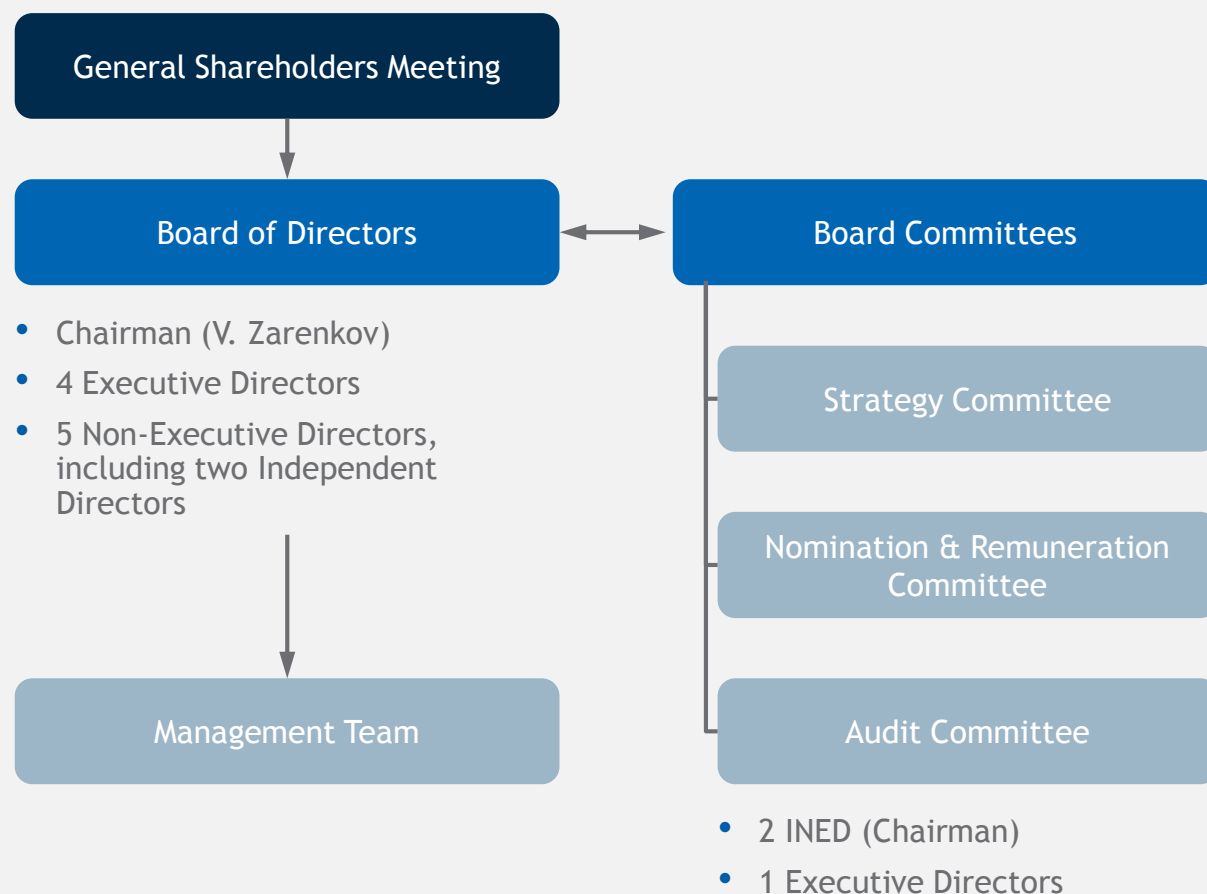 General Shareholders Meeting
Board of Directors
Board Committees
• Chairman (V. Zarenkov)
• 4 Executive Directors
• 5 Non-Executive Directors,
including two Independent
Directors
Strategy Committee
Nomination & Remuneration
Committee
Management Team
Audit Committee
• 2 INED (Chairman)
• 1 Executive Directors